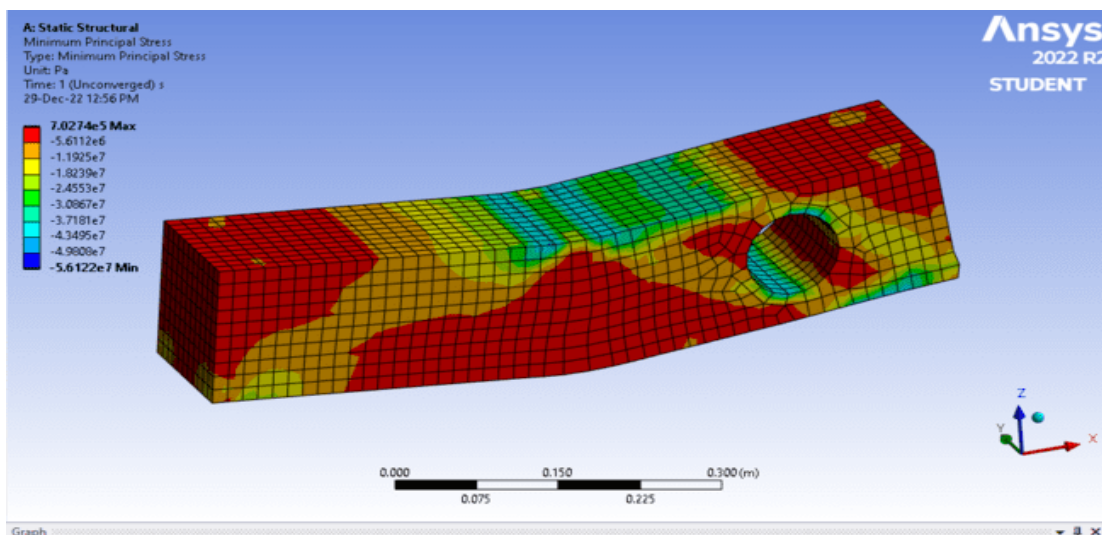 A: Static Structural
Minimum Principal Stress
Type: Minimum Principal Stress
Unit: Pa
Time: 1 (Unconverged) s
29-Dec-22 12:56 PM
7.0274e5 Max
-5.6112e6
-1.1925e7
-1.8239e7
-2.4553e7
-3.0867e7
-3.7181e7
-4.3495e7
-4.9808e7
-5.6122e7 Min
Ansys
2022 R2
STUDENT
Z
Y
X
0.000 0.150 0.300 (m)
0.075 0.225
Graph